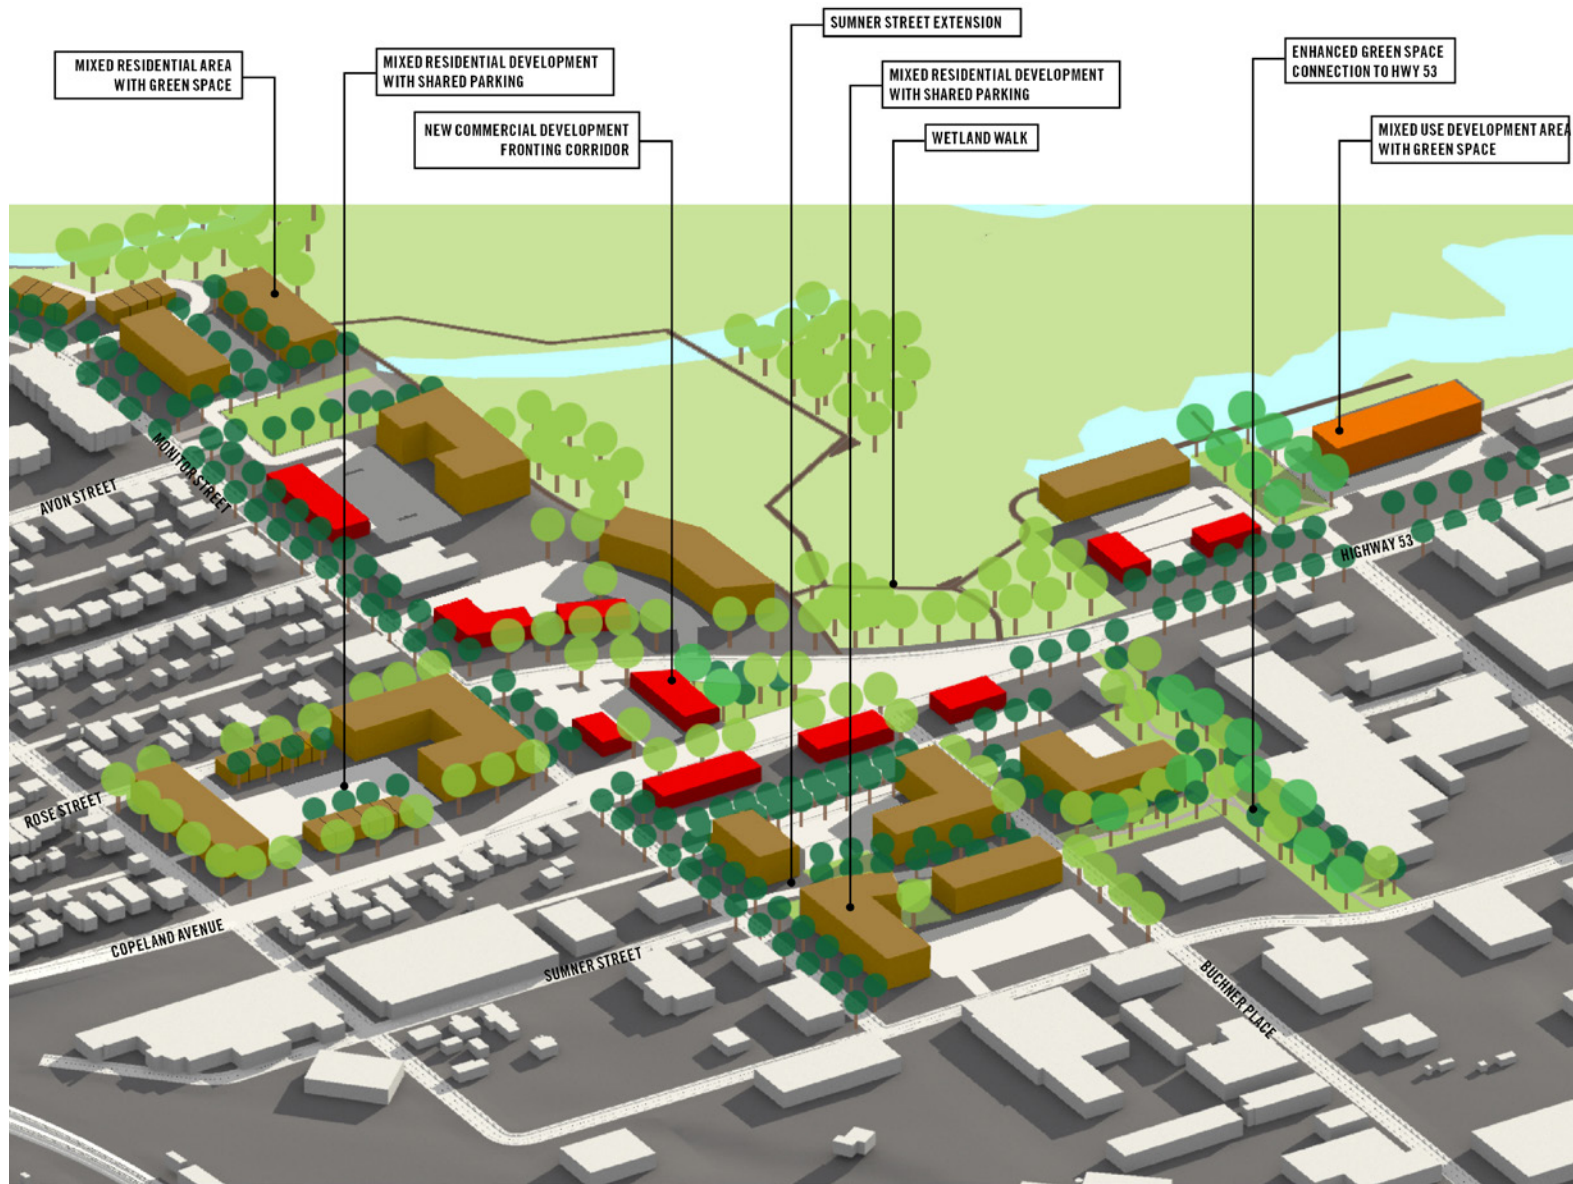 SUMNER STREET EXTENSION
MIXED RESIDENTIAL AREA
WITH GREEN SPACE
MIXED RESIDENTIAL DEVELOPMENT
WITH SHARED PARKING
MIXED RESIDENTIAL DEVELOPMENT
WITH SHARED PARKING
ENHANCED GREEN SPACE
CONNECTION TO HWY 53
NEW COMMERCIAL DEVELOPMENT
FRONTING CORRIDOR
WETLAND WALK
MIXED USE DEVELOPMENT AREA
WITH GREEN SPACE
MONITOR STREET
AVON STREET
HIGHWAY 53
ROSE STREET
COPELAND AVENUE
SUMNER STREET
BUCHNER PLACE